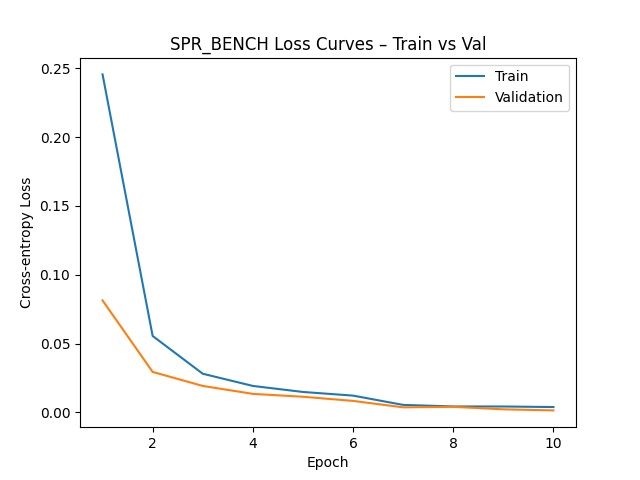 SPR_BENCH Loss Curves – Train vs Val
Train
Validation
Cross-entropy Loss
0.25
0.20
0.15
0.10
0.05
0.00
2 4 6 8 10
Epoch